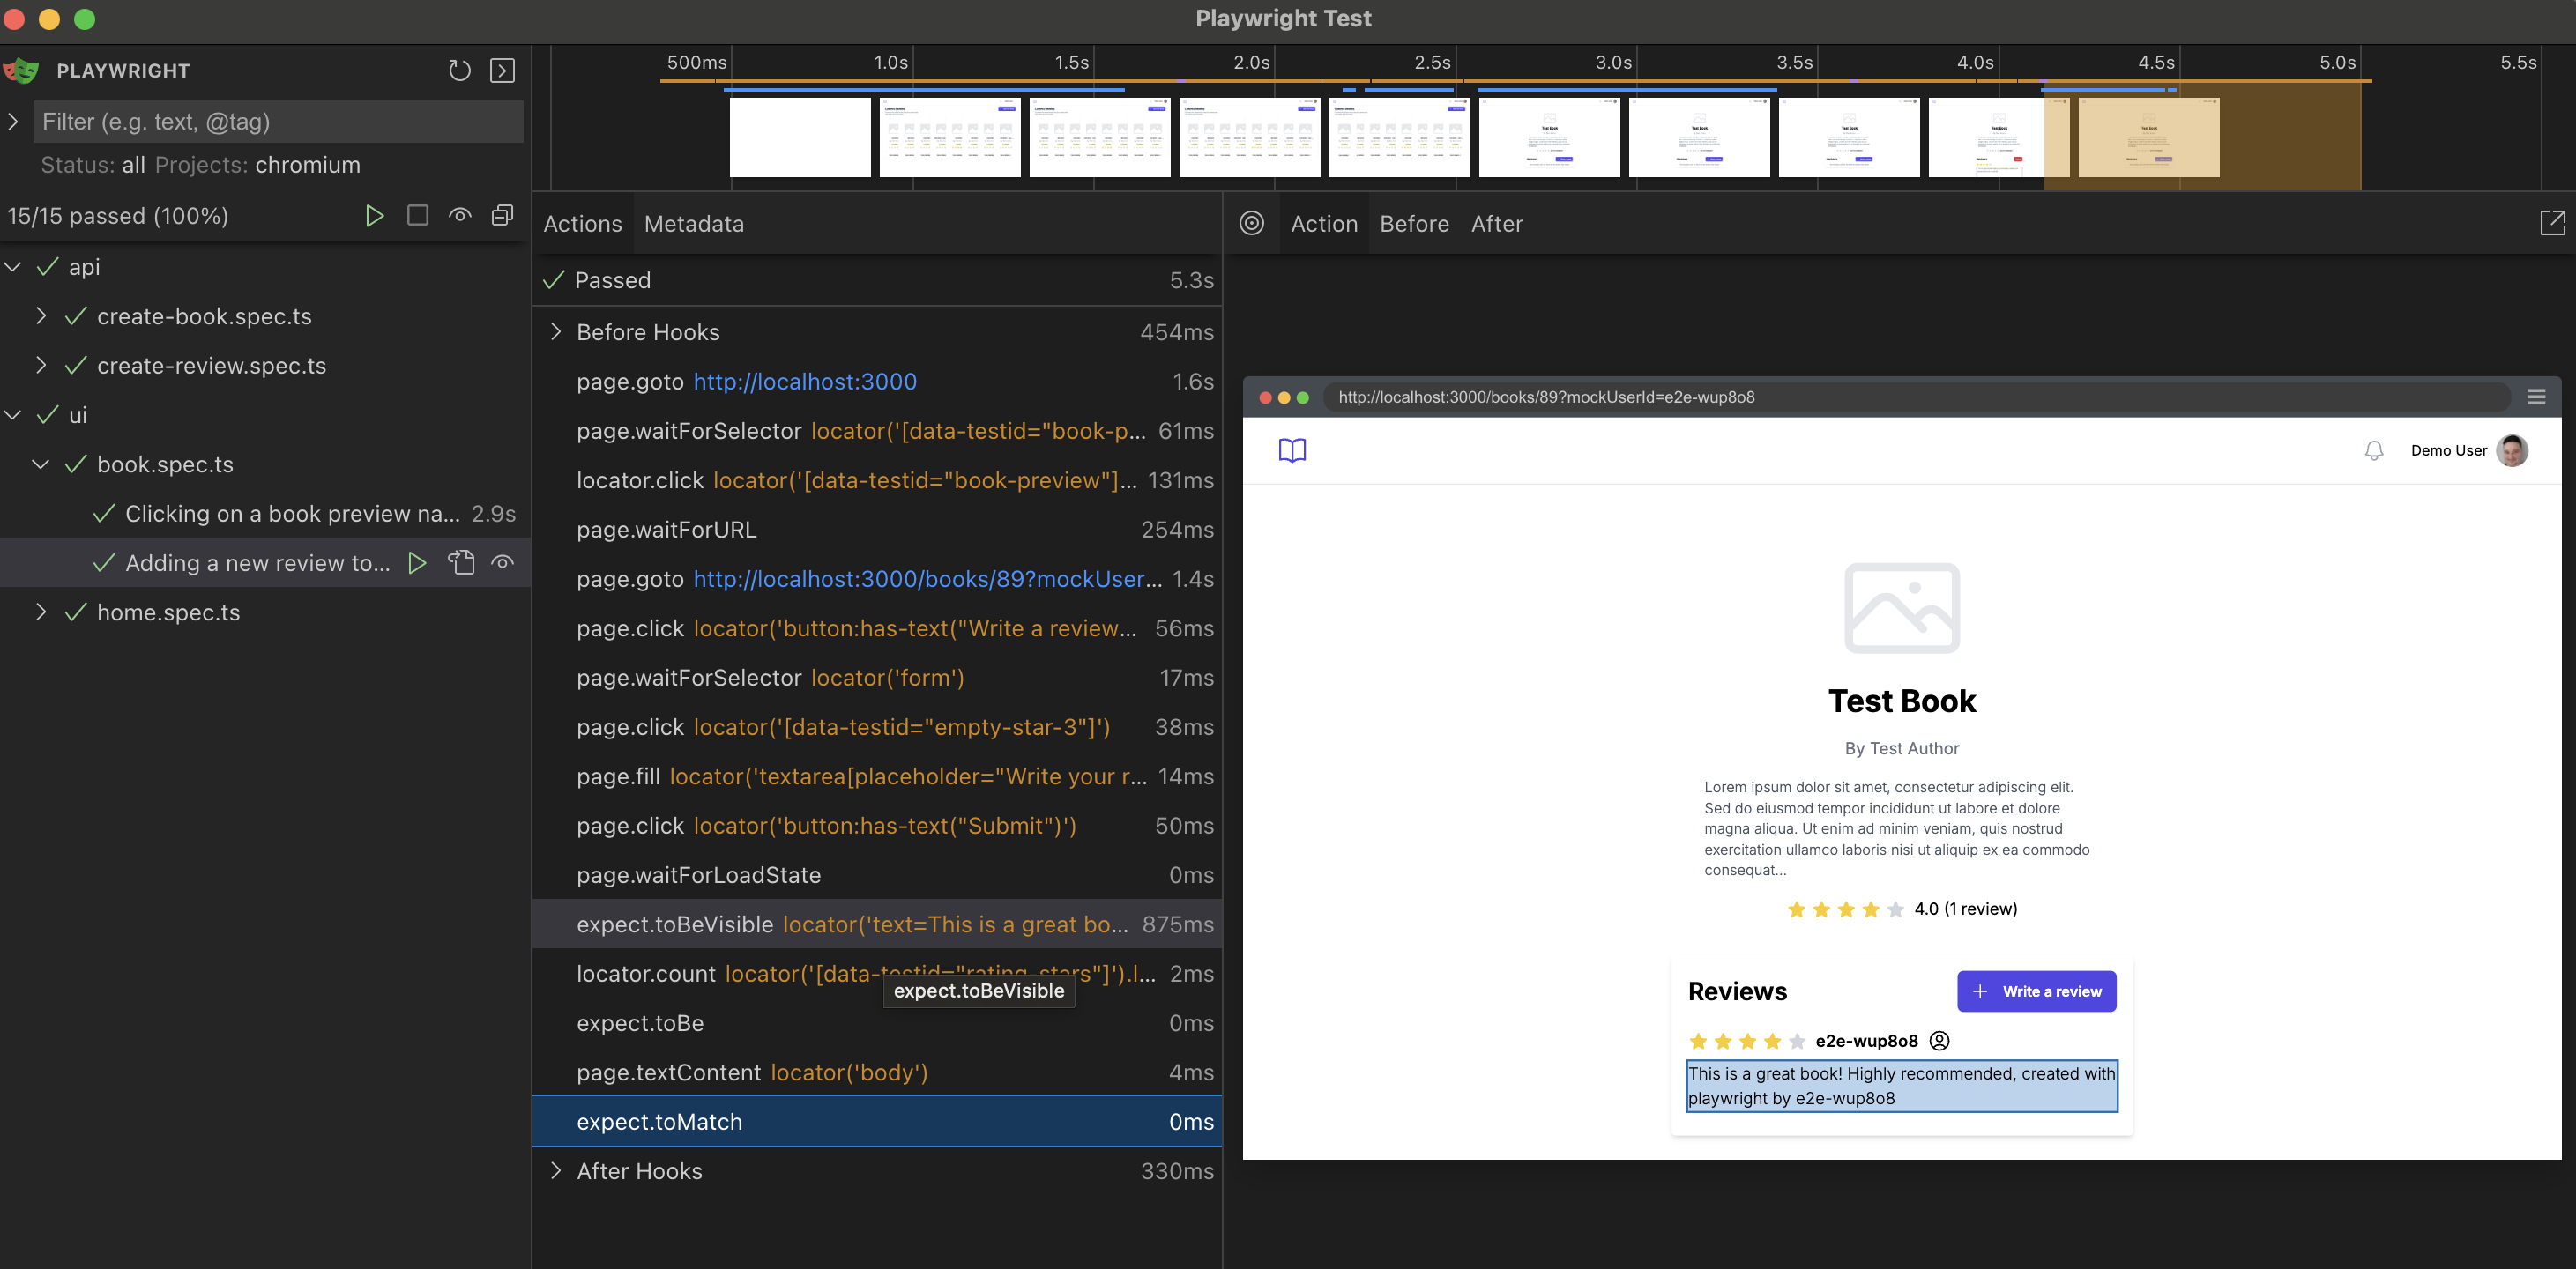 Playwright Test
PLAYWRIGHT
Filter (e.g. text, @tag)
Status: all Projects: chromium
15/15 passed (100%)
api
create-book.spec.ts
create-review.spec.ts
ui
book.spec.ts
Clicking on a book preview na... 2.9s
Adding a new review to...
home.spec.ts
500ms 1.0s 1.5s 2.0s 2.5s 3.0s 3.5s 4.0s 4.5s 5.0s 5.5s
Actions Metadata
Passed 5.3s
Before Hooks 454ms
page.goto http://localhost:3000 1.6s
page.waitForSelector locator('[data-testid="book-p... 61ms
locator.click locator('[data-testid="book-preview"]... 131ms
page.waitForURL 254ms
page.goto http://localhost:3000/books/89?mockUser... 1.4s
page.click locator('button:has-text("Write a review... 56ms
page.waitForSelector locator('form') 17ms
page.click locator('[data-testid="empty-star-3"]') 38ms
page.fill locator('textarea[placeholder="Write your r... 14ms
page.click locator('button:has-text("Submit")') 50ms
page.waitForLoadState 0ms
expect.toBeVisible locator('text=This is a great bo... 875ms
locator.count locator('[data-testid="rating-stars"]').l... 2ms
expect.toBeVisible
expect.toBe 0ms
page.textContent locator('body') 4ms
expect.toMatch 0ms
After Hooks 330ms
Action Before After
http://localhost:3000/books/89?mockUserId=e2e-wup8o8
Demo User
Test Book
By Test Author
Lorem ipsum dolor sit amet, consectetur adipiscing elit.
Sed do eiusmod tempor incididunt ut labore et dolore
magna aliqua. Ut enim ad minim veniam, quis nostrud
exercitation ullamco laboris nisi ut aliquip ex ea commodo
consequat...
4.0 (1 review)
Reviews
Write a review
e2e-wup8o8
This is a great book! Highly recommended, created with
playwright by e2e-wup8o8